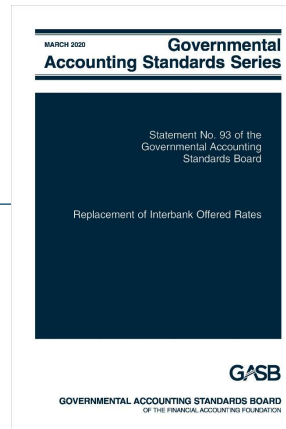 MARCH 2020
Governmental
Accounting Standards Series
Statement No. 93 of the
Governmental Accounting
Standards Board
Replacement of Interbank Offered Rates
GASB
GOVERNMENTAL ACCOUNTING STANDARDS BOARD
OF THE FINANCIAL ACCOUNTING FOUNDATION